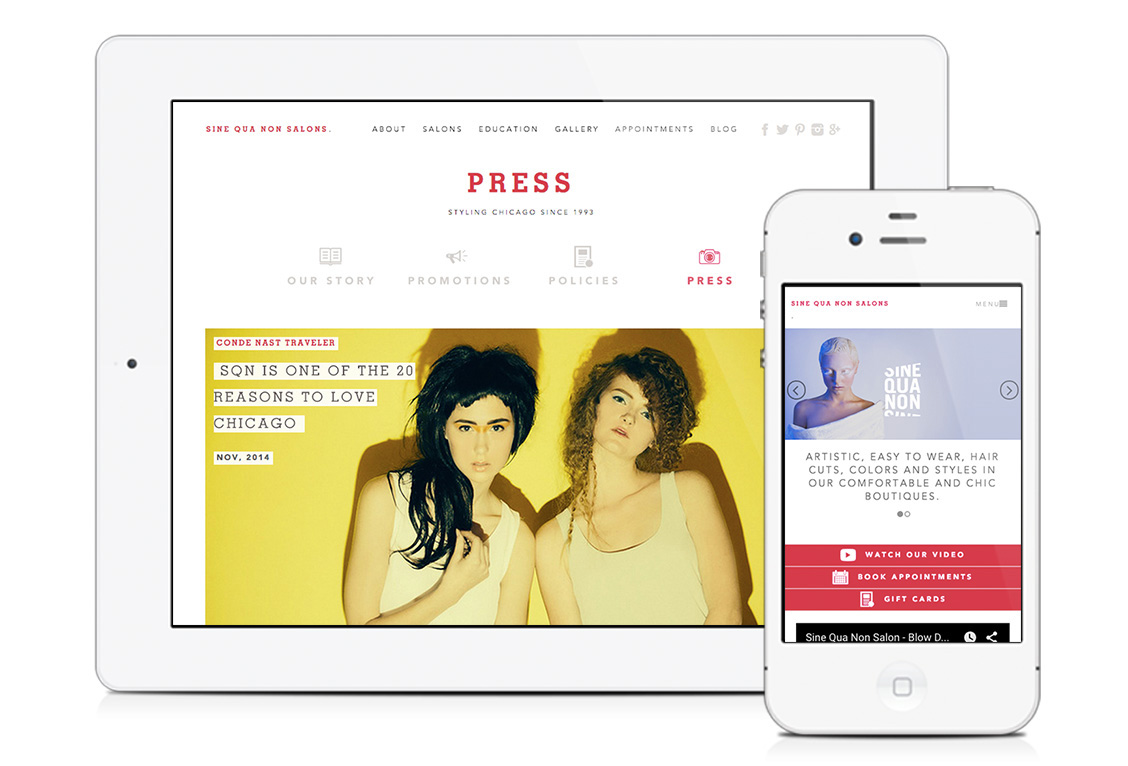 SINE QUA NON SALONS.
ABOUT SALONS EDUCATION GALLERY APPOINTMENTS BLOG
PRESS
STYLING CHICAGO SINCE 1993
OUR STORY PROMOTIONS POLICIES PRESS
CONDE NAST TRAVELER
SQN IS ONE OF THE 20
REASONS TO LOVE
CHICAGO
NOV, 2014
SINE QUA NON SALONS
.
MENU
SINE
QUA
NON
SINE
ARTISTIC, EASY TO WEAR, HAIR
CUTS, COLORS AND STYLES IN
OUR COMFORTABLE AND CHIC
BOUTIQUES.
WATCH OUR VIDEO
BOOK APPOINTMENTS
GIFT CARDS
Sine Qua Non Salon - Blow D...